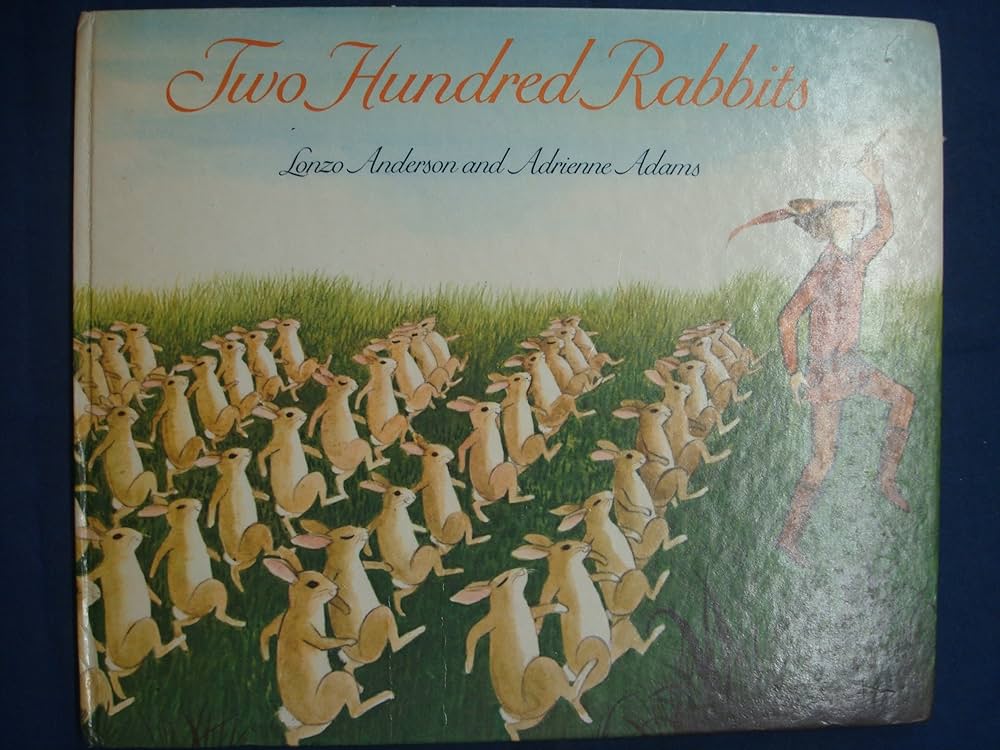 Two Hundred Rabbits
Lonzo Anderson and Adrienne Adams